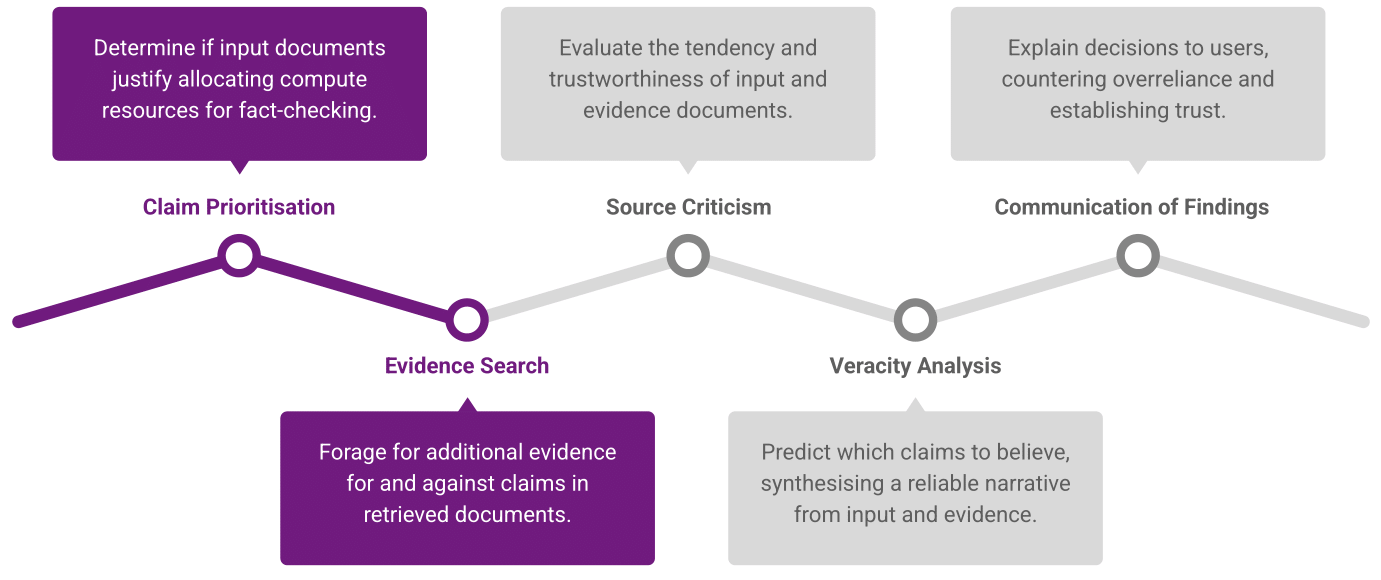 Determine if input documents
justify allocating compute
resources for fact-checking.
Claim Prioritisation
Evidence Search
Forage for additional evidence
for and against claims in
retrieved documents.
Evaluate the tendency and
trustworthiness of input and
evidence documents.
Source Criticism
Veracity Analysis
Predict which claims to believe,
synthesising a reliable narrative
from input and evidence.
Explain decisions to users,
countering overreliance and
establishing trust.
Communication of Findings